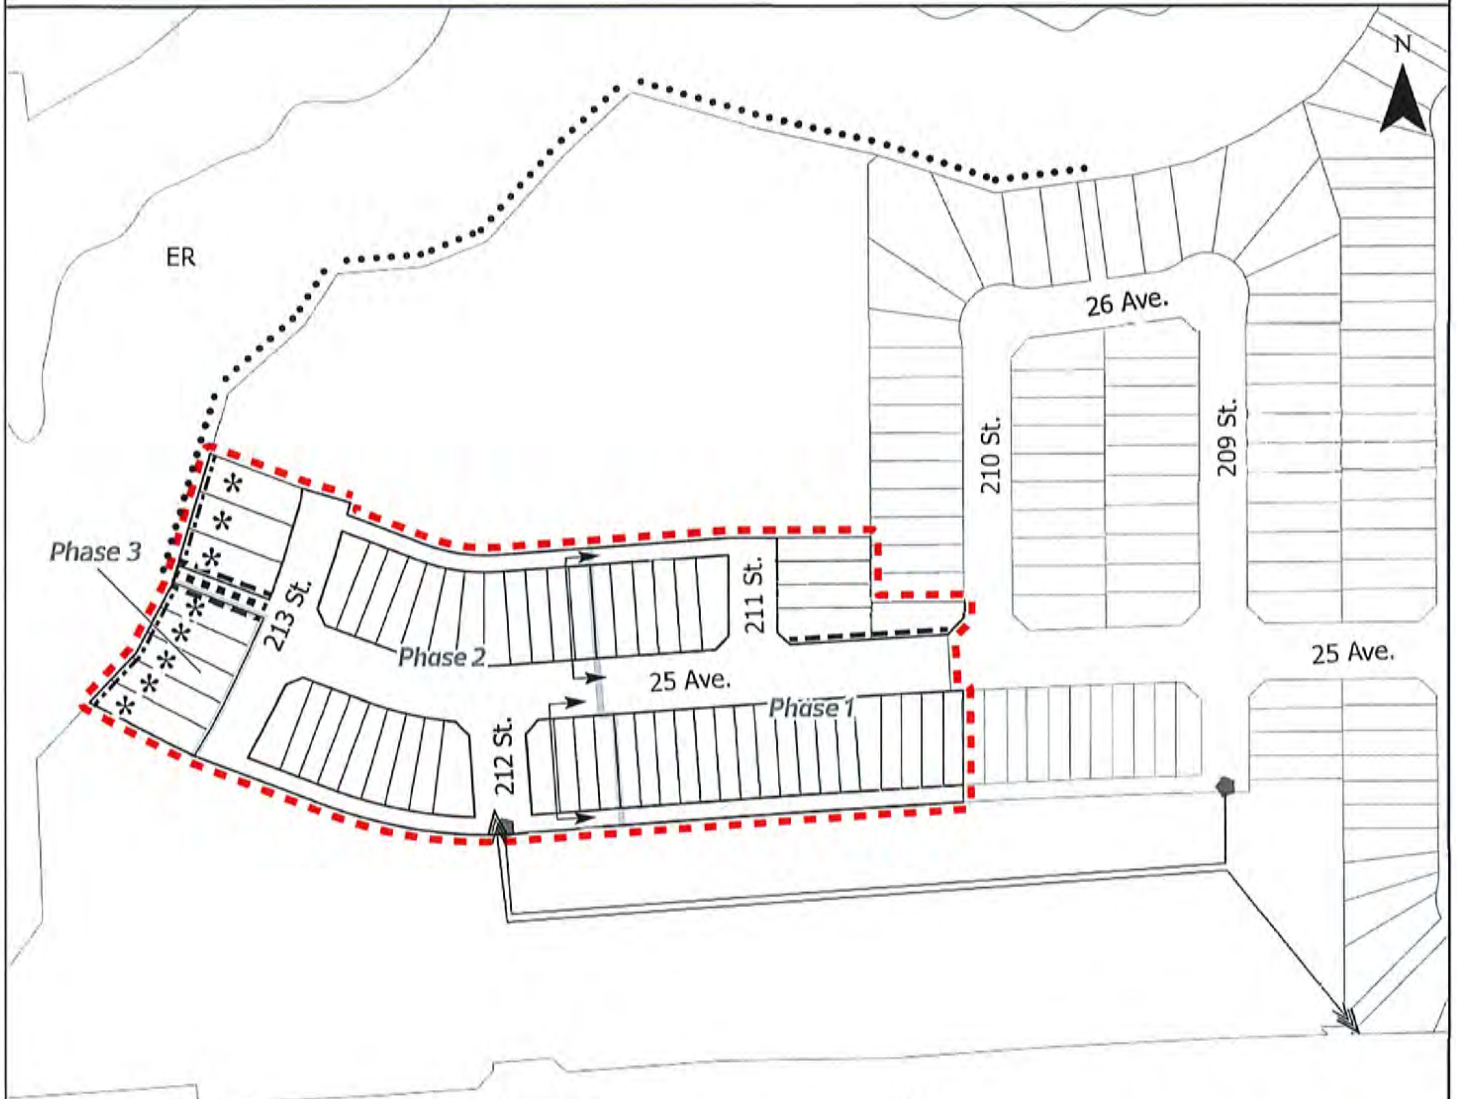 N
ER
26 Ave.
210 St.
209 St.
Phase 3
213 St.
211 St.
Phase 2
25 Ave.
25 Ave.
Phase 1
212 St.